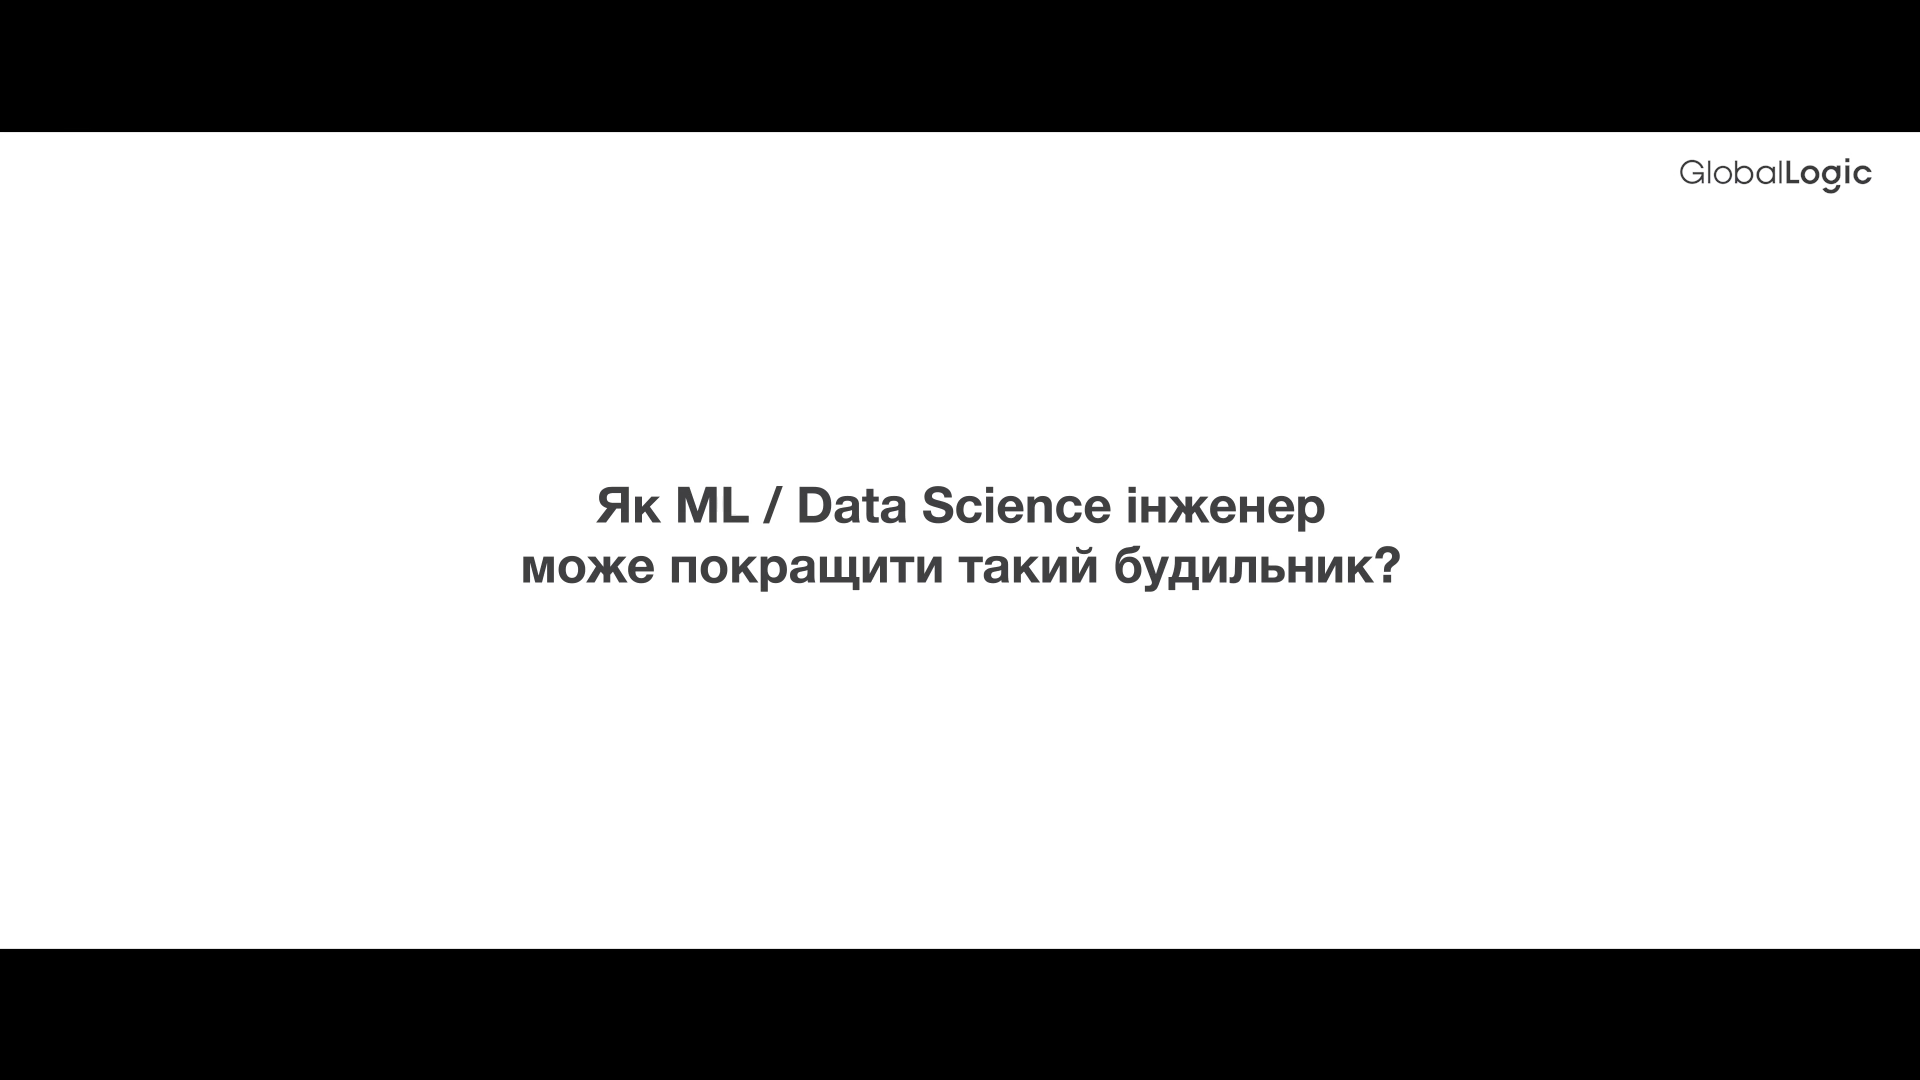 GlobalLogic
Як ML / Data Science інженер
може покращити такий будильник?